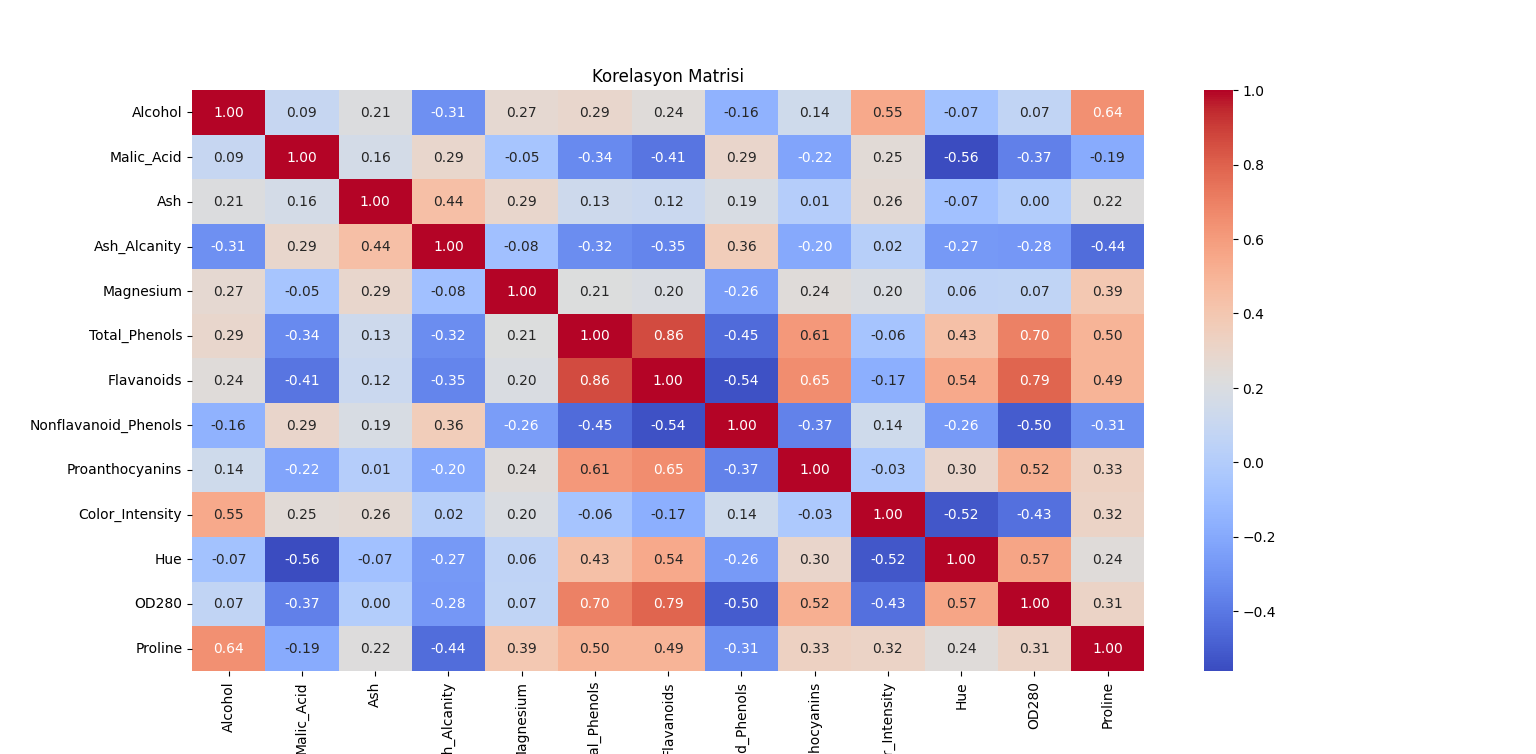 Korelasyon Matrisi
Alcohol 1.00 0.09 0.21 -0.31 0.27 0.29 0.24 -0.16 0.14 0.55 -0.07 0.07 0.64
Malic_Acid 0.09 1.00 0.16 0.29 -0.05 -0.34 -0.41 0.29 -0.22 0.25 -0.56 -0.37 -0.19
Ash 0.21 0.16 1.00 0.44 0.29 0.13 0.12 0.19 0.01 0.26 -0.07 0.00 0.22
Ash_Alcanity -0.31 0.29 0.44 1.00 -0.08 -0.32 -0.35 0.36 -0.20 0.02 -0.27 -0.28 -0.44
Magnesium 0.27 -0.05 0.29 -0.08 1.00 0.21 0.20 -0.26 0.24 0.20 0.06 0.07 0.39
Total_Phenols 0.29 -0.34 0.13 -0.32 0.21 1.00 0.86 -0.45 0.61 -0.06 0.43 0.70 0.50
Flavanoids 0.24 -0.41 0.12 -0.35 0.20 0.86 1.00 -0.54 0.65 -0.17 0.54 0.79 0.49
Nonflavanoid_Phenols -0.16 0.29 0.19 0.36 -0.26 -0.45 -0.54 1.00 -0.37 0.14 -0.26 -0.50 -0.31
Proanthocyanins 0.14 -0.22 0.01 -0.20 0.24 0.61 0.65 -0.37 1.00 -0.03 0.30 0.52 0.33
Color_Intensity 0.55 0.25 0.26 0.02 0.20 -0.06 -0.17 0.14 -0.03 1.00 -0.52 -0.43 0.32
Hue -0.07 -0.56 -0.07 -0.27 0.06 0.43 0.54 -0.26 0.30 -0.52 1.00 0.57 0.24
OD280 0.07 -0.37 0.00 -0.28 0.07 0.70 0.79 -0.50 0.52 -0.43 0.57 1.00 0.31
Proline 0.64 -0.19 0.22 -0.44 0.39 0.50 0.49 -0.31 0.33 0.32 0.24 0.31 1.00
Alcohol
Malic_Acid
Ash
h_Alcanity
lagnesium
al_Phenols
Flavanoids
d_Phenols
hocyanins
r_Intensity
Hue
OD280
Proline
1.0
0.8
0.6
0.4
0.2
0.0
−0.2
−0.4